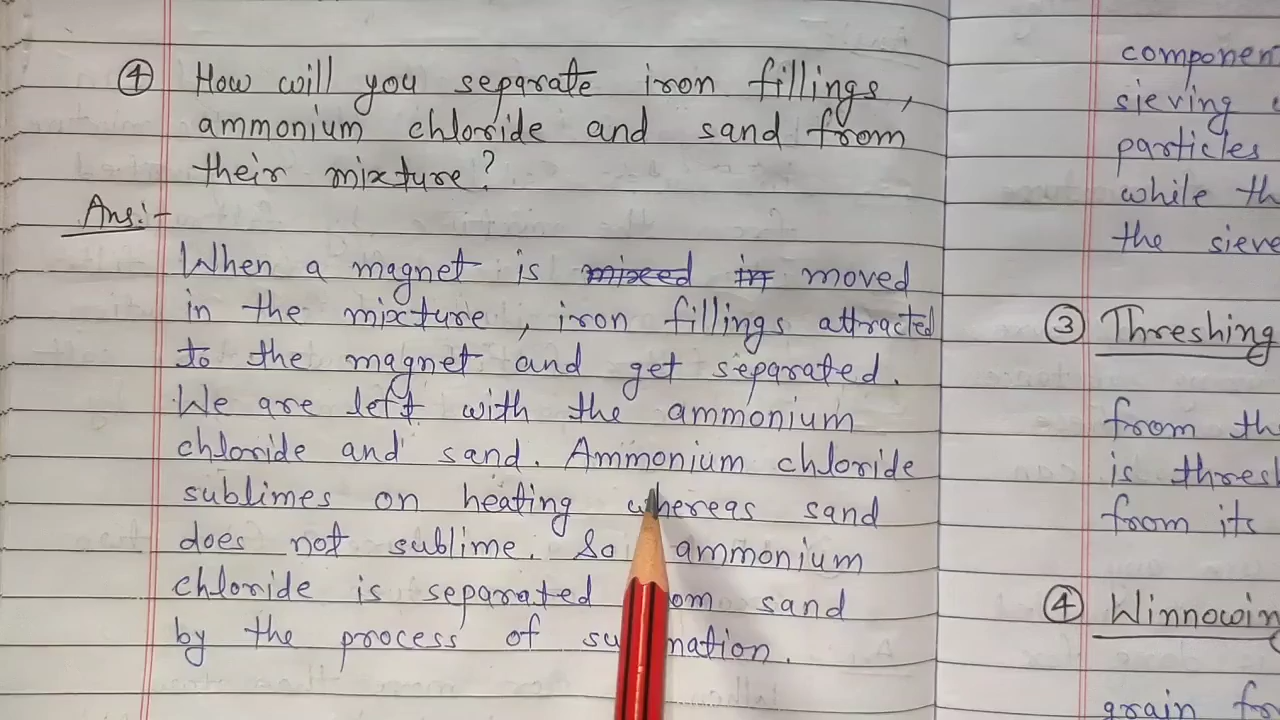 ④ How will you separate iron fillings,
ammonium chloride and sand from
their mixture?
Ans:-
When a magnet is mixed in moved
in the mixture, iron fillings attracted
to the magnet and get separated.
We are left with the ammonium
chloride and sand. Ammonium chloride
sublimes on heating whereas sand
does not sublime. So ammonium
chloride is separated sand
by the process of
componen
sieving
particles
while th
the sieve
③ Threshing
from th
is thresh
from its
④ Winnowin
grain fr